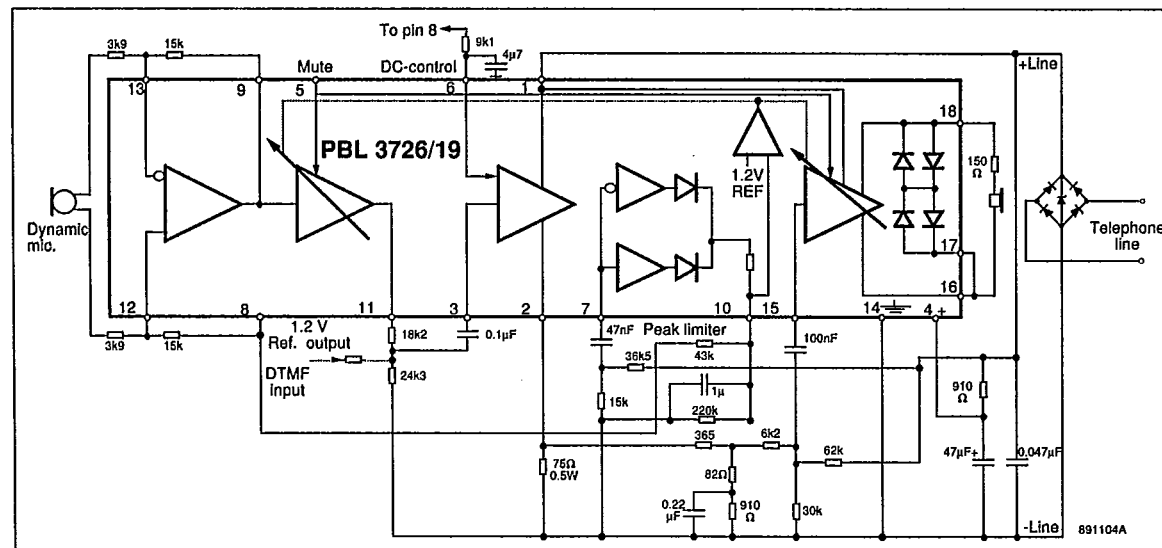 To pin 8
9k1
4µ7
3k9
15k
Mute
DC-control
+Line
13
9
5
6
1
18
PBL 3726/19
1.2V
REF
150
Ω
Dynamic
mic.
Telephone
line
17
16
12
8
11
3
2
7
10
15
14
4
+
3k9
15k
1.2 V
Ref. output
18k2
0.1µF
47nF
Peak limiter
43k
100nF
DTMF
input
24k3
36k5
1µ
910
Ω
15k
220k
365
6k2
62k
47µF+
0.047µF
75Ω
0.5W
82Ω
0.22
µF
910
Ω
30k
-Line
891104A